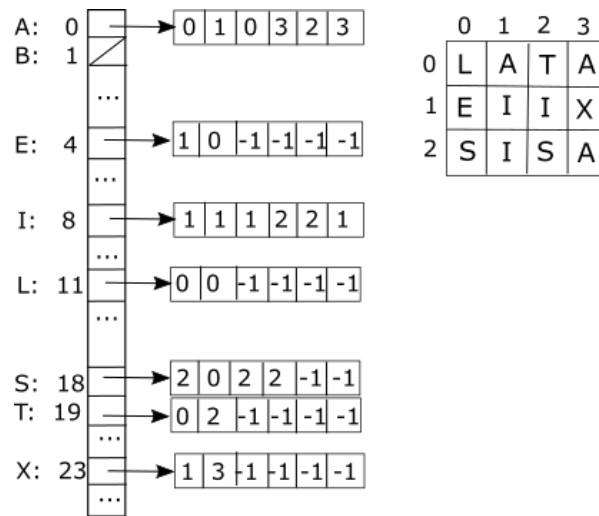 A: 0 0 1 0 3 2 3
B: 1
...
E: 4 1 0 -1 -1 -1 -1
...
I: 8 1 1 1 2 2 1
...
L: 11 0 0 -1 -1 -1 -1
...
S: 18 2 0 2 2 -1 -1
T: 19 0 2 -1 -1 -1 -1
...
X: 23 1 3 -1 -1 -1 -1
...
0 1 2 3
0 L A T A
1 E I I X
2 S I S A